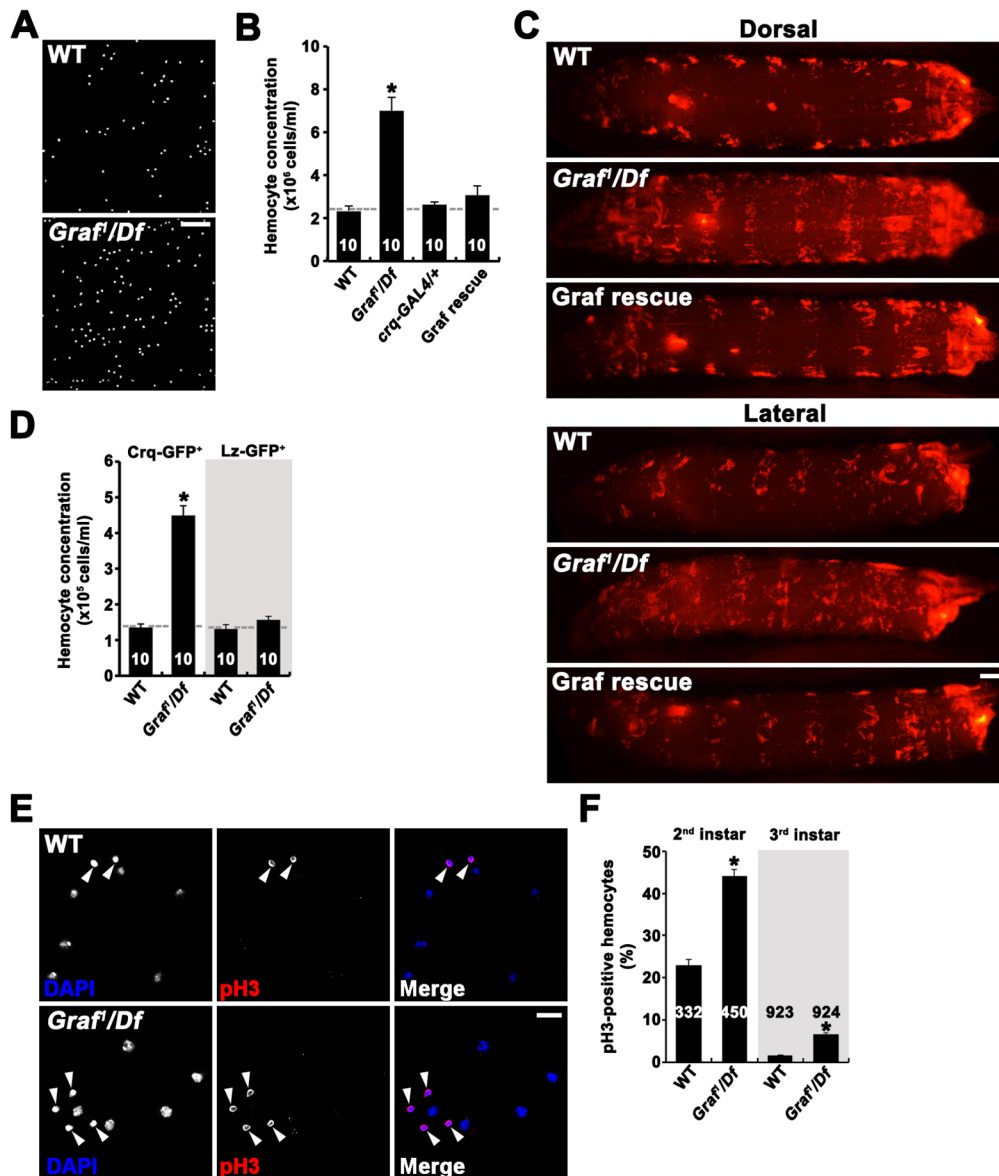 A
WT
Graf¹/Df
B
Hemocyte concentration
(x10⁶ cells/ml)
10
8
6
4
2
0
10
10
10
10
WT
Graf¹/Df
crq-GAL4/+
Graf rescue
*
C
Dorsal
WT
Graf¹/Df
Graf rescue
Lateral
WT
Graf¹/Df
Graf rescue
D
Crq-GFP⁺ Lz-GFP⁺
Hemocyte concentration
(x10⁵ cells/ml)
6
5
4
3
2
1
0
*
10
10
10
10
WT
Graf¹/Df
WT
Graf¹/Df
E
WT
DAPI
pH3
Merge
Graf¹/Df
DAPI
pH3
Merge
F
2ⁿᵈ instar 3ʳᵈ instar
pH3-positive hemocytes
(%)
50
40
30
20
10
0
*
332
450
923
924
*
WT
Graf¹/Df
WT
Graf¹/Df